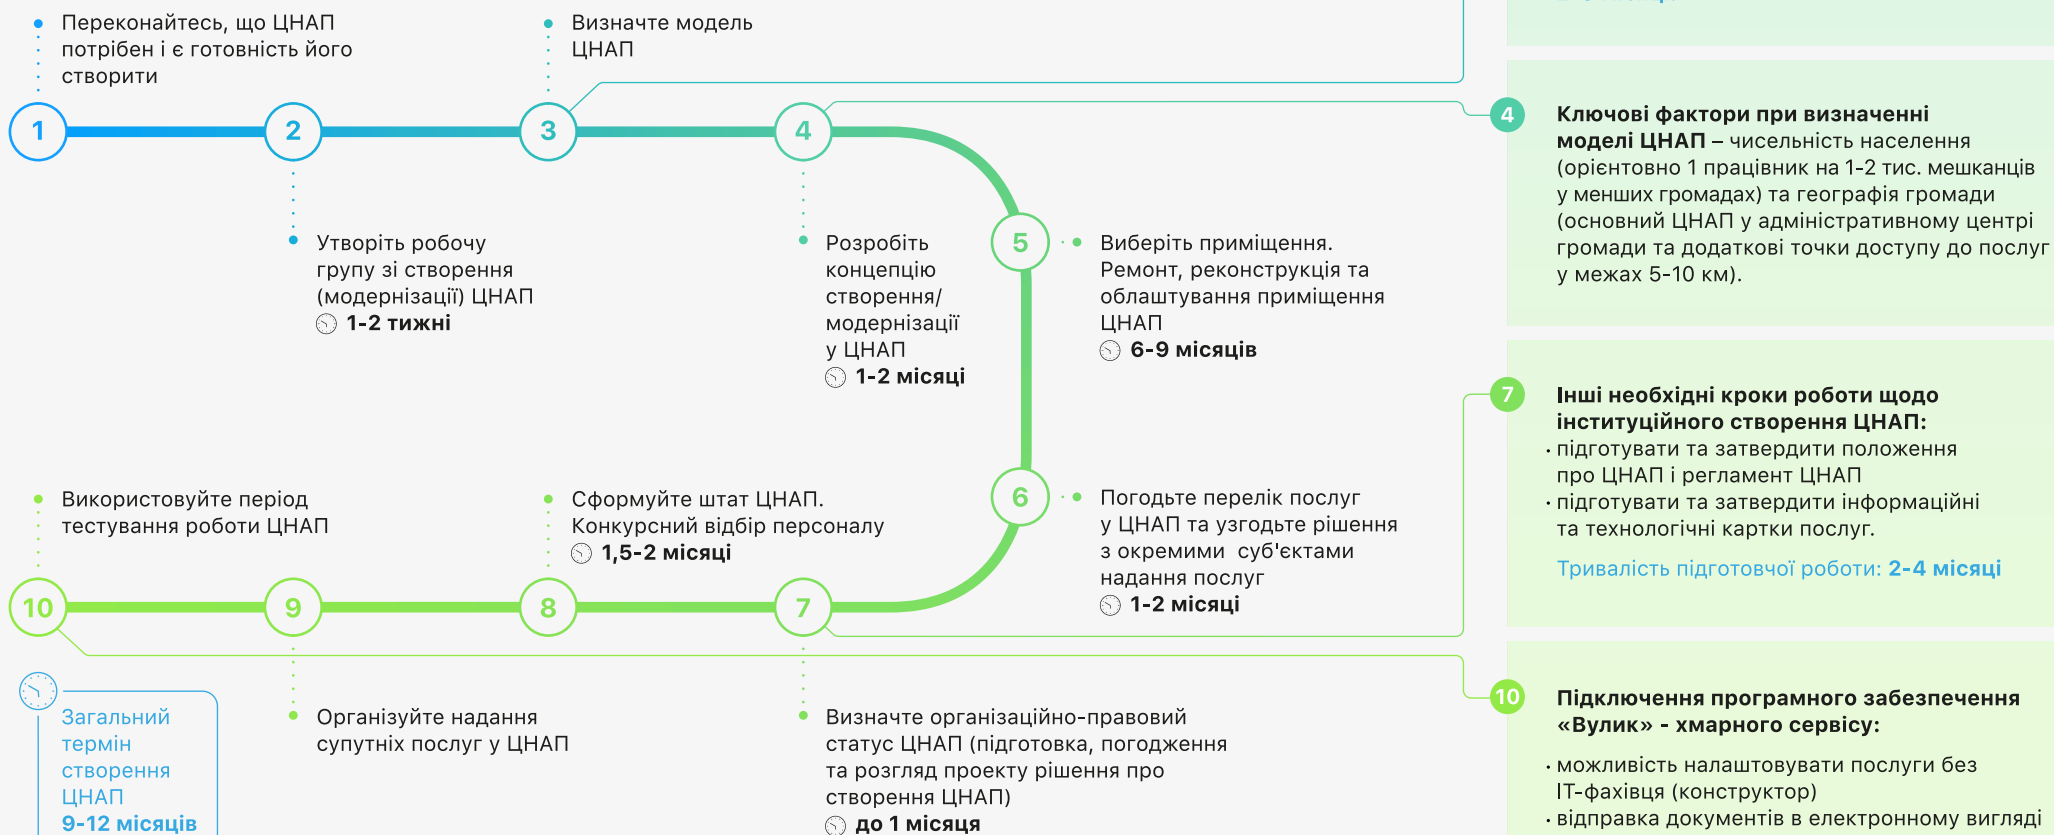 Переконайтесь, що ЦНАП
потрібен і є готовність його
створити
Визначте модель
ЦНАП
1
2
3
4
Утворіть робочу
групу зі створення
(модернізації) ЦНАП
1-2 тижні
Розробіть
концепцію
створення/
модернізації
у ЦНАП
1-2 місяці
5
Виберіть приміщення.
Ремонт, реконструкція та
облаштування приміщення
ЦНАП
6-9 місяців
6
Погодьте перелік послуг
у ЦНАП та узгодьте рішення
з окремими суб'єктами
надання послуг
1-2 місяці
Використовуйте період
тестування роботи ЦНАП
Сформуйте штат ЦНАП.
Конкурсний відбір персоналу
1,5-2 місяці
10
9
8
7
Загальний
термін
створення
ЦНАП
9-12 місяців
Організуйте надання
супутніх послуг у ЦНАП
Визначте організаційно-правовий
статус ЦНАП (підготовка, погодження
та розгляд проекту рішення про
створення ЦНАП)
до 1 місяця
4
Ключові фактори при визначенні
моделі ЦНАП – чисельність населення
(орієнтовно 1 працівник на 1-2 тис. мешканців
у менших громадах) та географія громади
(основний ЦНАП у адміністративному центрі
громади та додаткові точки доступу до послуг
у межах 5-10 км).
7
Інші необхідні кроки роботи щодо
інституційного створення ЦНАП:
· підготувати та затвердити положення
про ЦНАП і регламент ЦНАП
· підготувати та затвердити інформаційні
та технологічні картки послуг.
Тривалість підготовчої роботи: 2-4 місяці
10
Підключення програмного забезпечення
«Вулик» - хмарного сервісу:
· можливість налаштовувати послуги без
ІТ-фахівця (конструктор)
· відправка документів в електронному вигляді